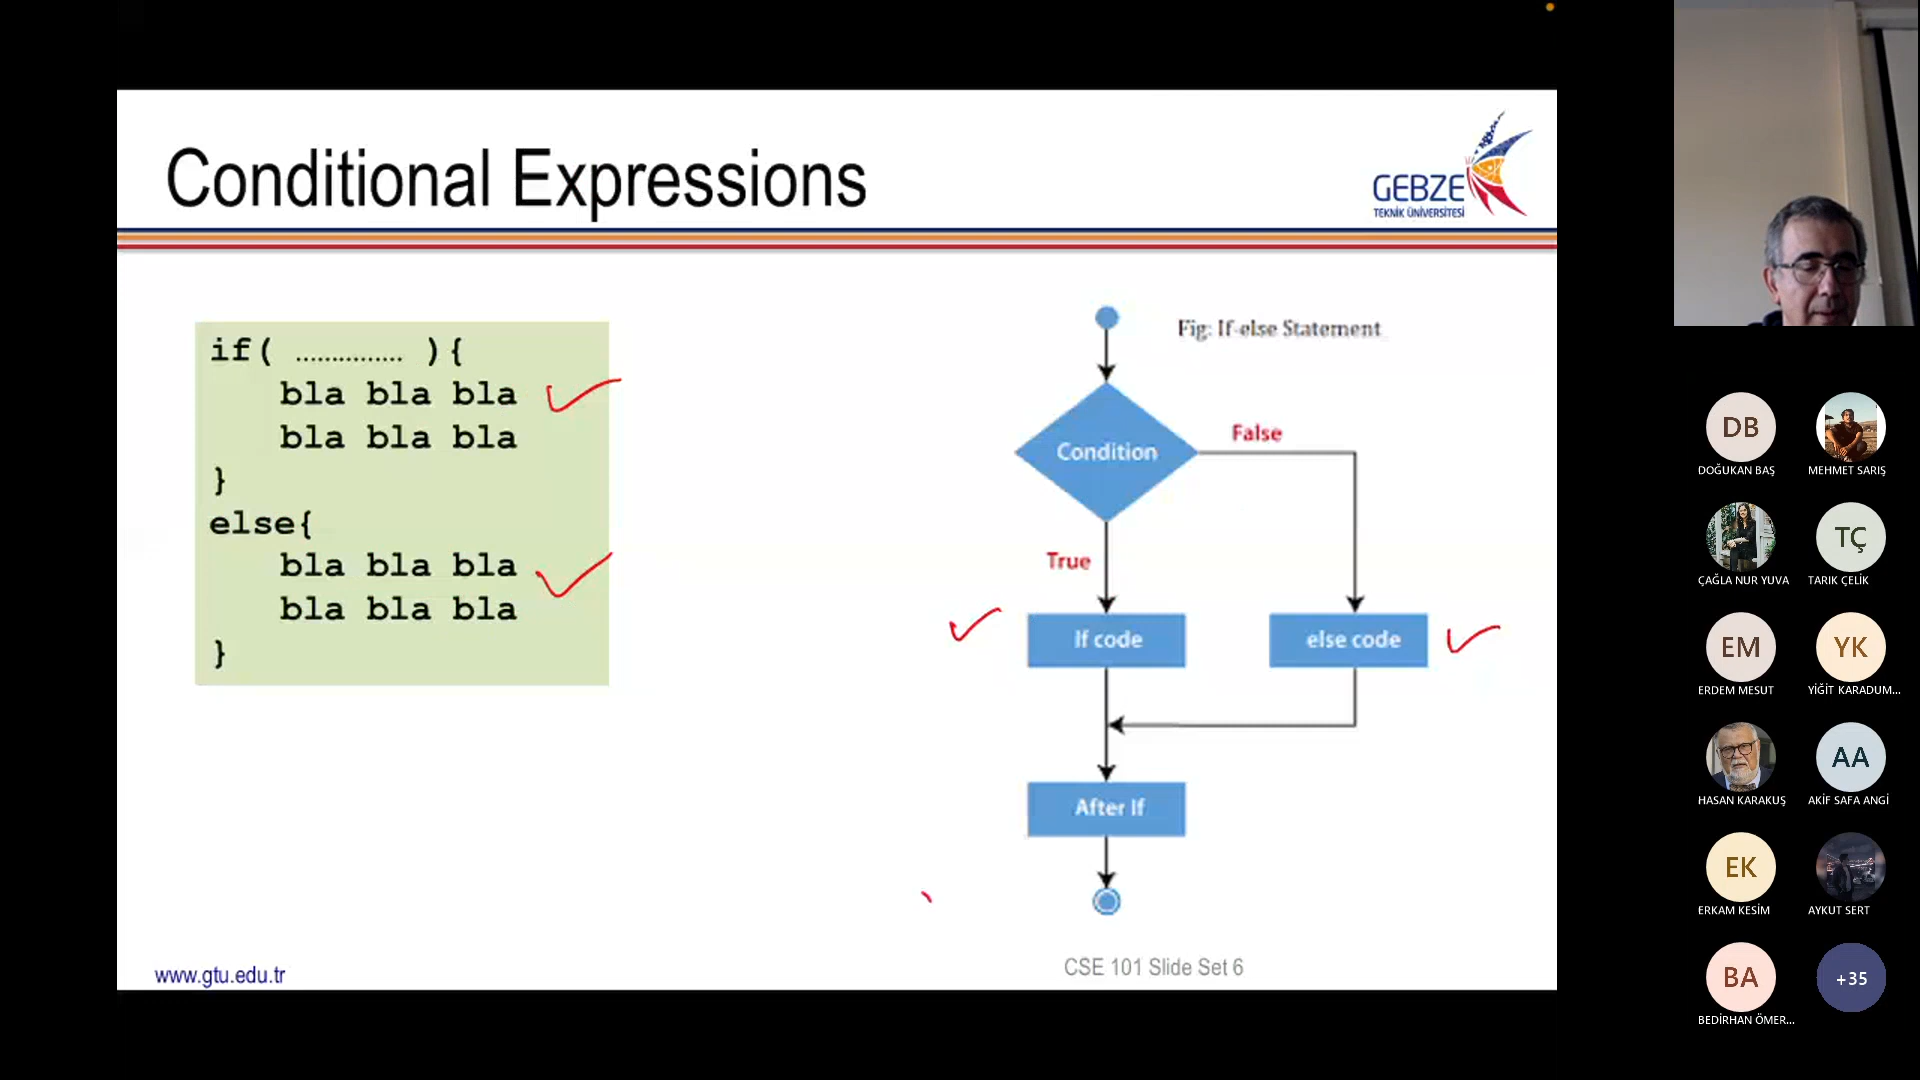 Conditional Expressions
GEBZE
TEKNİK ÜNİVERSİTESİ
if( ............... ){
bla bla bla
bla bla bla
}
else{
bla bla bla
bla bla bla
}
Fig: If-else Statement
Condition
False
True
If code
else code
After If
www.gtu.edu.tr
CSE 101 Slide Set 6
DB
DOĞUKAN BAŞ
MEHMET SARIŞ
ÇAĞLA NUR YUVA
TÇ
TARIK ÇELİK
EM
ERDEM MESUT
YK
YİĞİT KARADUM...
HASAN KARAKUŞ
AA
AKİF SAFA ANGİ
EK
ERKAM KESİM
AYKUT SERT
BA
BEDİRHAN ÖMER...
+35